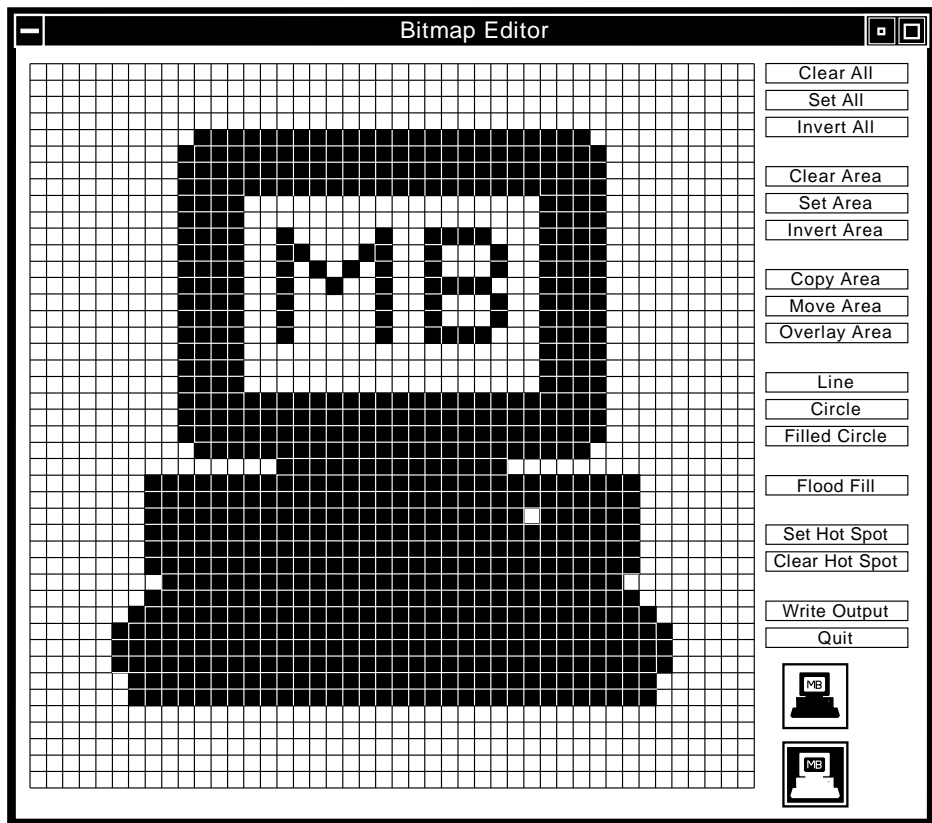 Bitmap Editor
Clear All
Set All
Invert All
Clear Area
Set Area
Invert Area
MB
Copy Area
Move Area
Overlay Area
Line
Circle
Filled Circle
Flood Fill
Set Hot Spot
Clear Hot Spot
Write Output
Quit
MB
MB